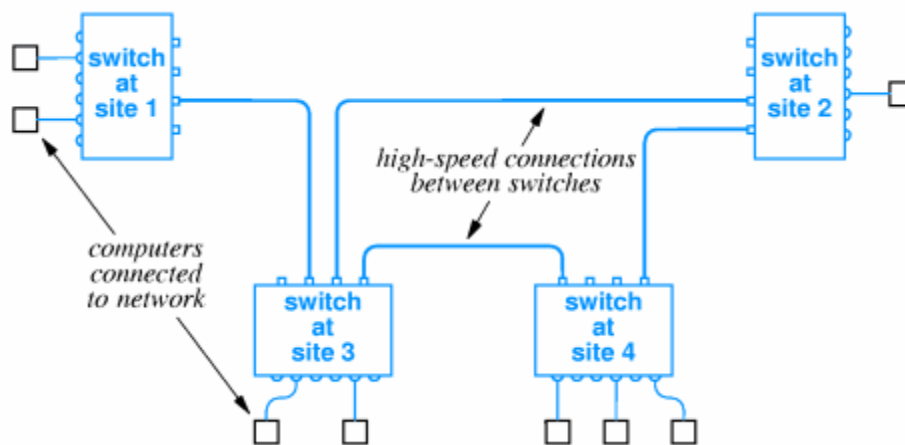 switch
at
site 1
switch
at
site 2
high-speed connections
between switches
computers
connected
to network
switch
at
site 3
switch
at
site 4